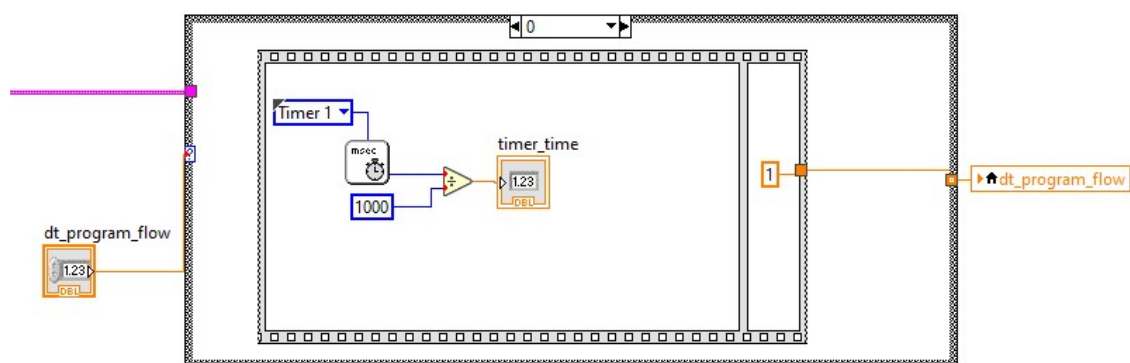 0
Timer 1
msec
timer_time
1.23
DBL
1000
1
dt_program_flow
dt_program_flow
1.23
DBL